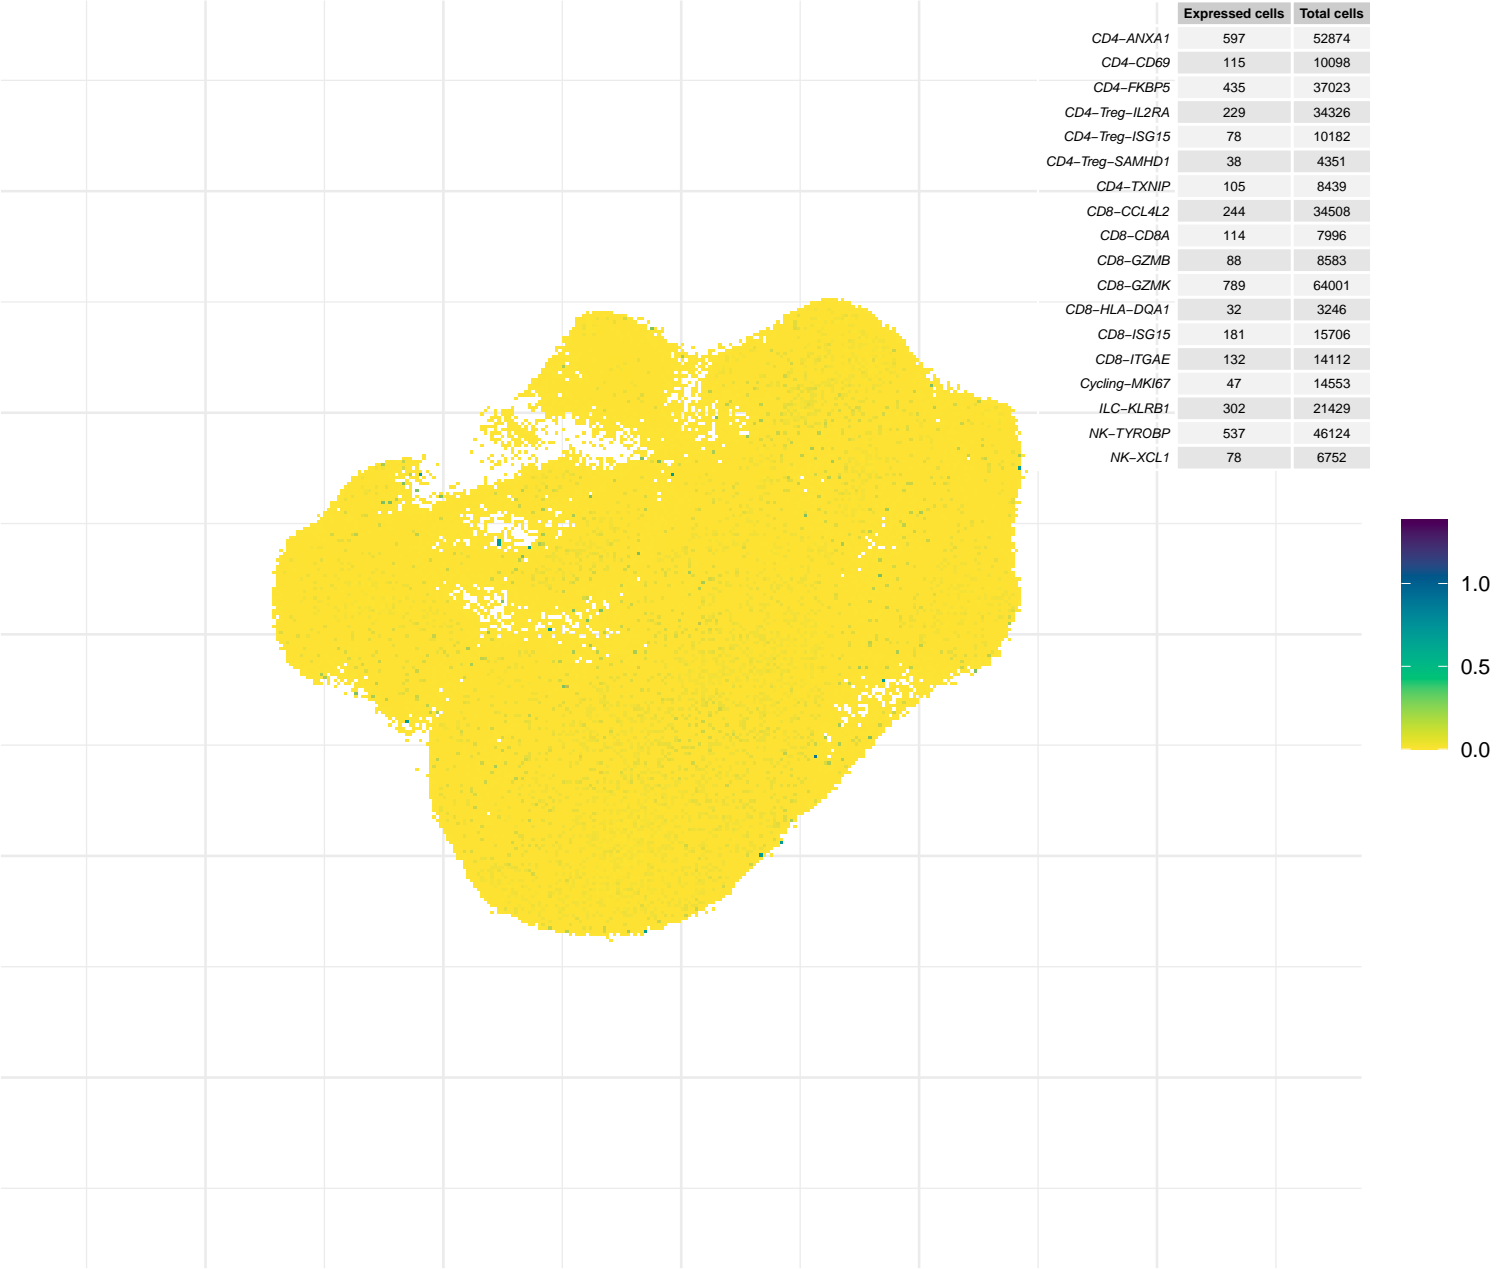 Expressed cells Total cells
CD4−ANXA1 597 52874
CD4−CD69 115 10098
CD4−FKBP5 435 37023
CD4−Treg−IL2RA 229 34326
CD4−Treg−ISG15 78 10182
CD4−Treg−SAMHD1 38 4351
CD4−TXNIP 105 8439
CD8−CCL4L2 244 34508
CD8−CD8A 114 7996
CD8−GZMB 88 8583
CD8−GZMK 789 64001
CD8−HLA−DQA1 32 3246
CD8−ISG15 181 15706
CD8−ITGAE 132 14112
Cycling−MKI67 47 14553
ILC−KLRB1 302 21429
NK−TYROBP 537 46124
NK−XCL1 78 6752
1.0
0.5
0.0